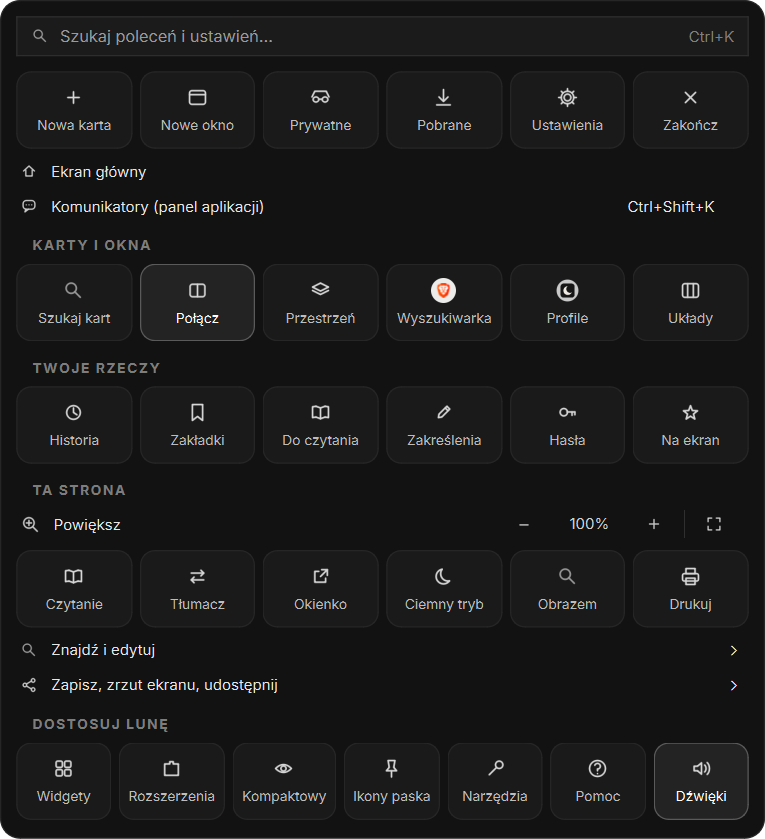 Szukaj poleceń i ustawień... Ctrl+K
Nowa karta Nowe okno Prywatne Pobrane Ustawienia Zakończ
Ekran główny
Komunikatory (panel aplikacji) Ctrl+Shift+K
KARTY I OKNA
Szukaj kart Połącz Przestrzeń Wyszukiwarka Profile Układy
TWOJE RZECZY
Historia Zakładki Do czytania Zakreślenia Hasła Na ekran
TA STRONA
Powiększ − 100% +
Czytanie Tłumacz Okienko Ciemny tryb Obrazem Drukuj
Znajdź i edytuj
Zapisz, zrzut ekranu, udostępnij
DOSTOSUJ LUNĘ
Widgety Rozszerzenia Kompaktowy Ikony paska Narzędzia Pomoc Dźwięki